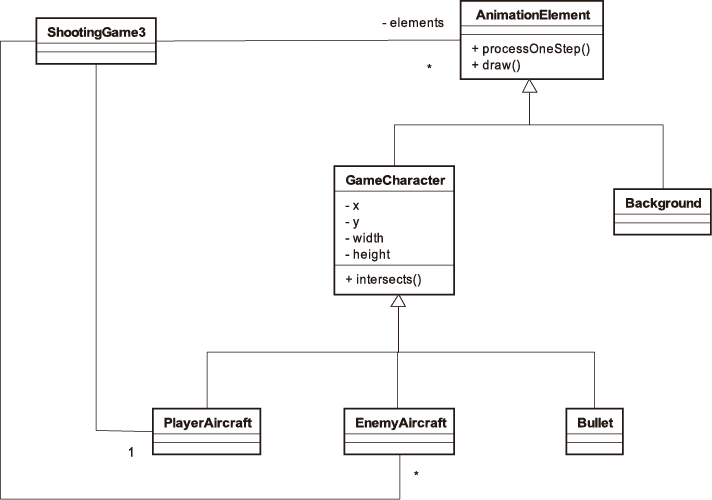 AnimationElement
- elements
ShootingGame3
+ processOneStep()
+ draw()
*
GameCharacter
- x
- y
- width
- height
+ intersects()
Background
PlayerAircraft
EnemyAircraft
Bullet
1
*